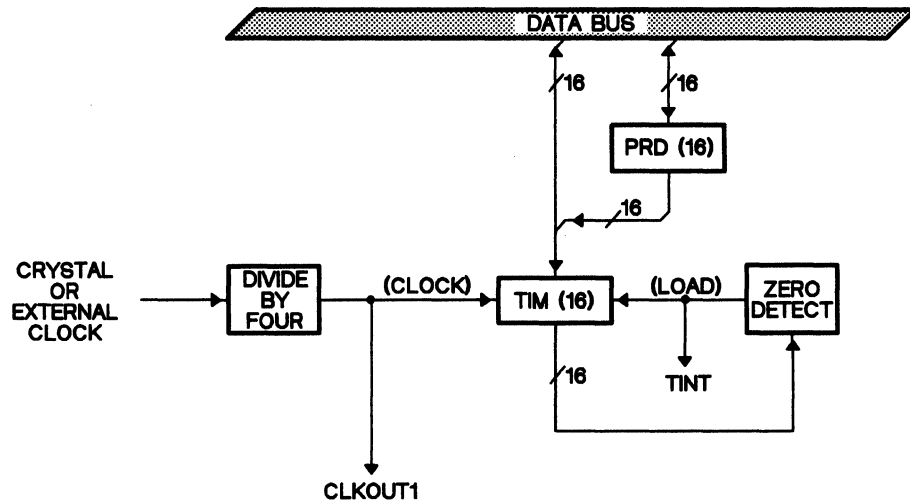 DATA BUS
16
16
PRD (16)
16
CRYSTAL
OR
EXTERNAL
CLOCK
DIVIDE
BY
FOUR
(CLOCK)
TIM (16)
(LOAD)
ZERO
DETECT
16
TINT
CLKOUT1